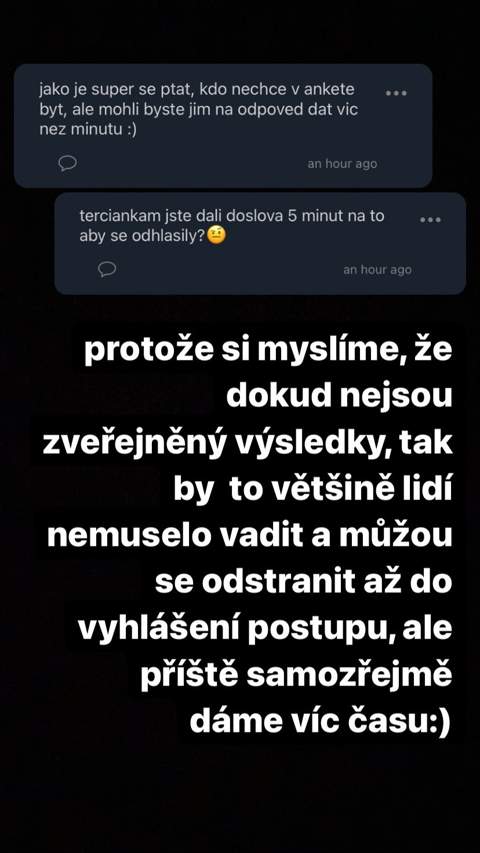 jako je super se ptat, kdo nechce v ankete
byt, ale mohli byste jim na odpoved dat vic
nez minutu :)
an hour ago
terciankam jste dali doslova 5 minut na to
aby se odhlasily?🤨
an hour ago
protože si myslíme, že
dokud nejsou
zveřejněný výsledky, tak
by to většině lidí
nemuselo vadit a můžou
se odstranit až do
vyhlášení postupu, ale
příště samozřejmě
dáme víc času:)